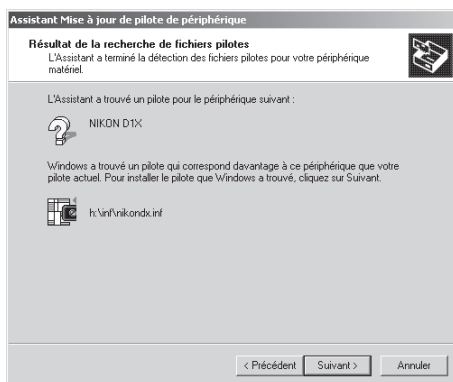 Assistant Mise à jour de pilote de périphérique
Résultat de la recherche de fichiers pilotes
L'Assistant a terminé la détection des fichiers pilotes pour votre périphérique
matériel.
L'Assistant a trouvé un pilote pour le périphérique suivant :
NIKON D1X
Windows a trouvé un pilote qui correspond davantage à ce périphérique que votre
pilote actuel. Pour installer le pilote que Windows a trouvé, cliquez sur Suivant.
h:\inf\nikondx.inf
< Précédent Suivant > Annuler